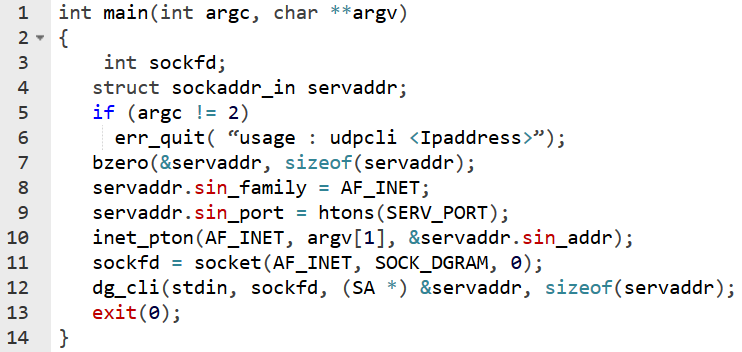 1 int main(int argc, char **argv)
2 {
3 int sockfd;
4 struct sockaddr_in servaddr;
5 if (argc != 2)
6 err_quit( “usage : udpcli <Ipaddress>”);
7 bzero(&servaddr, sizeof(servaddr);
8 servaddr.sin_family = AF_INET;
9 servaddr.sin_port = htons(SERV_PORT);
10 inet_pton(AF_INET, argv[1], &servaddr.sin_addr);
11 sockfd = socket(AF_INET, SOCK_DGRAM, 0);
12 dg_cli(stdin, sockfd, (SA *) &servaddr, sizeof(servaddr);
13 exit(0);
14 }